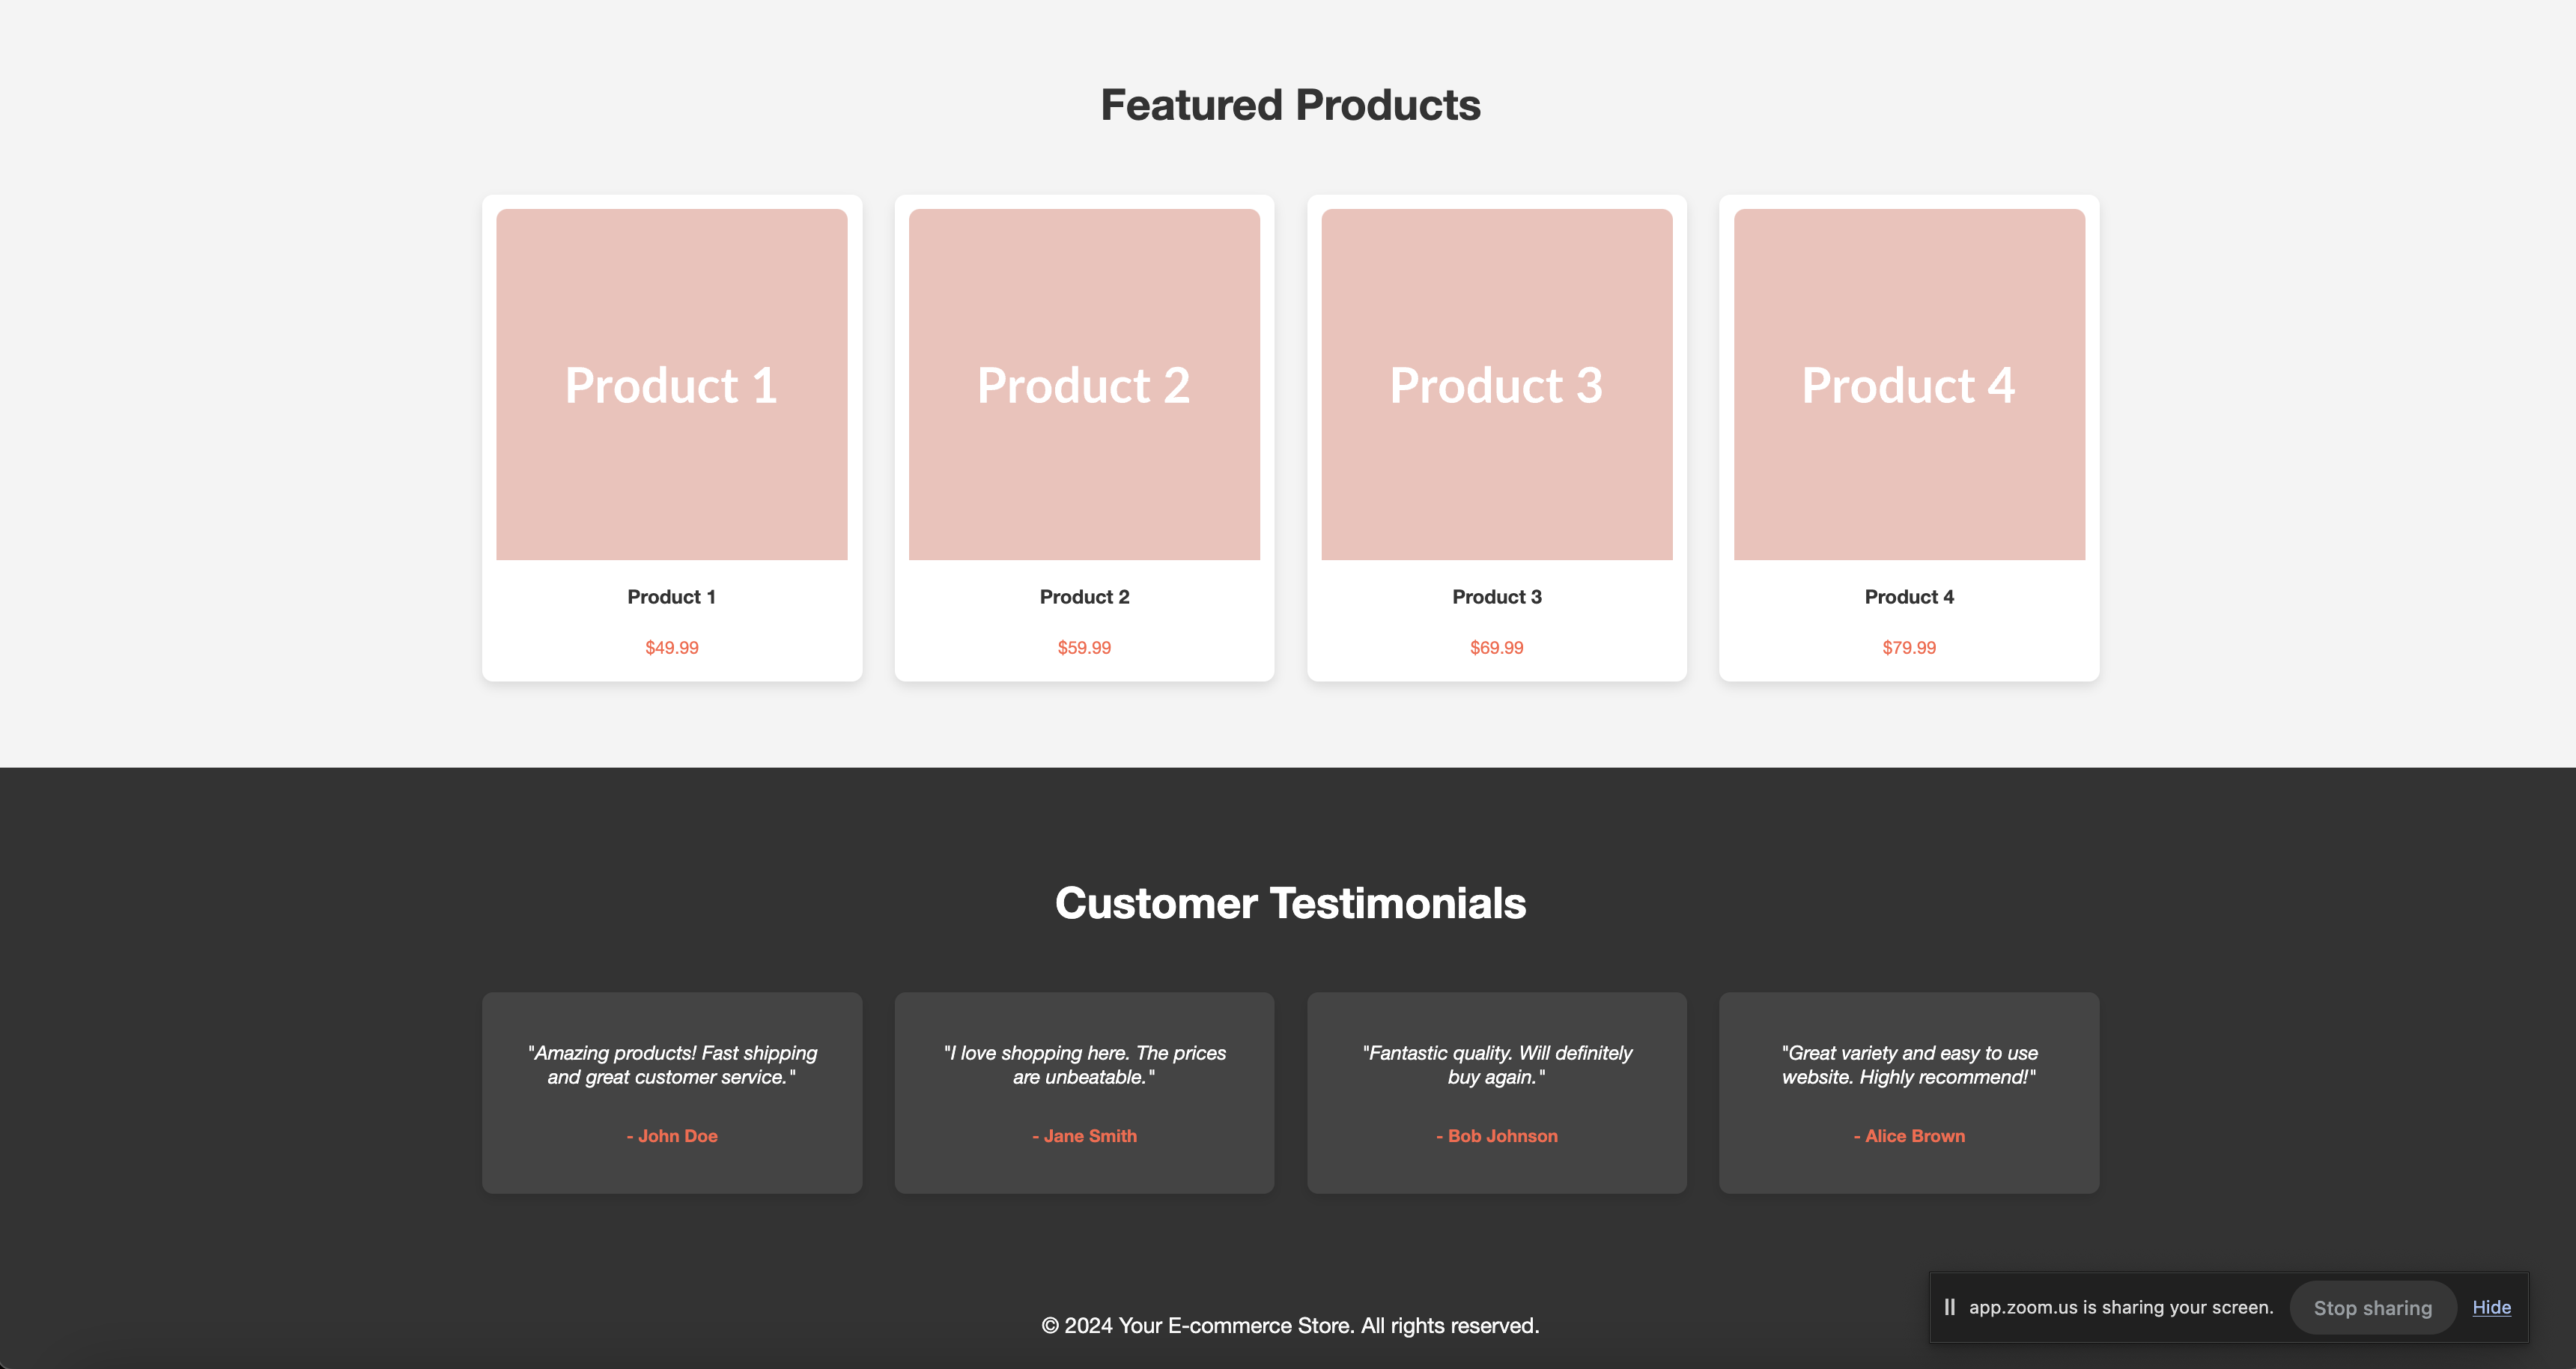 Featured Products
Product 1
Product 2
Product 3
Product 4
Product 1
Product 2
Product 3
Product 4
$49.99
$59.99
$69.99
$79.99
Customer Testimonials
"Amazing products! Fast shipping
and great customer service."
- John Doe
"I love shopping here. The prices
are unbeatable."
- Jane Smith
"Fantastic quality. Will definitely
buy again."
- Bob Johnson
"Great variety and easy to use
website. Highly recommend!"
- Alice Brown
app.zoom.us is sharing your screen.
Stop sharing
Hide
© 2024 Your E-commerce Store. All rights reserved.